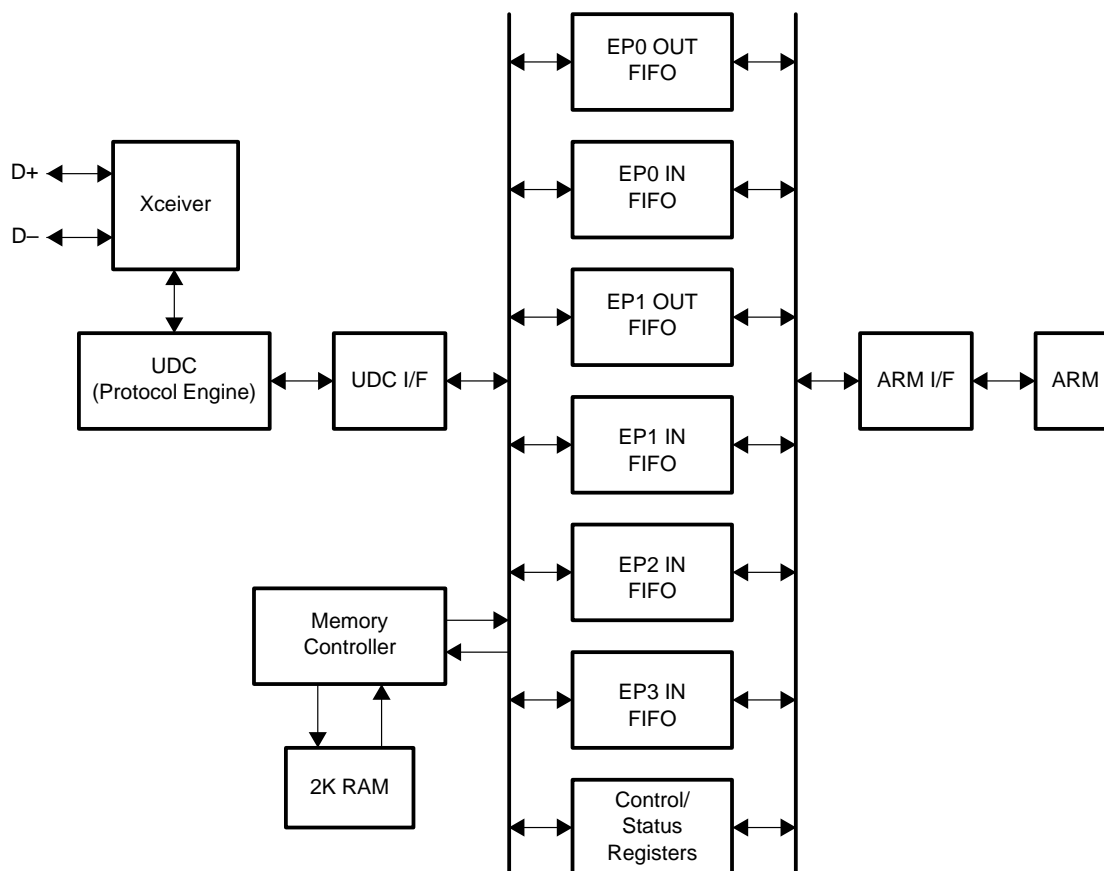 EP0 OUT
FIFO
D+
D–
Xceiver
EP0 IN
FIFO
EP1 OUT
FIFO
UDC
(Protocol Engine)
UDC I/F
ARM I/F
ARM
EP1 IN
FIFO
EP2 IN
FIFO
Memory
Controller
EP3 IN
FIFO
2K RAM
Control/
Status
Registers